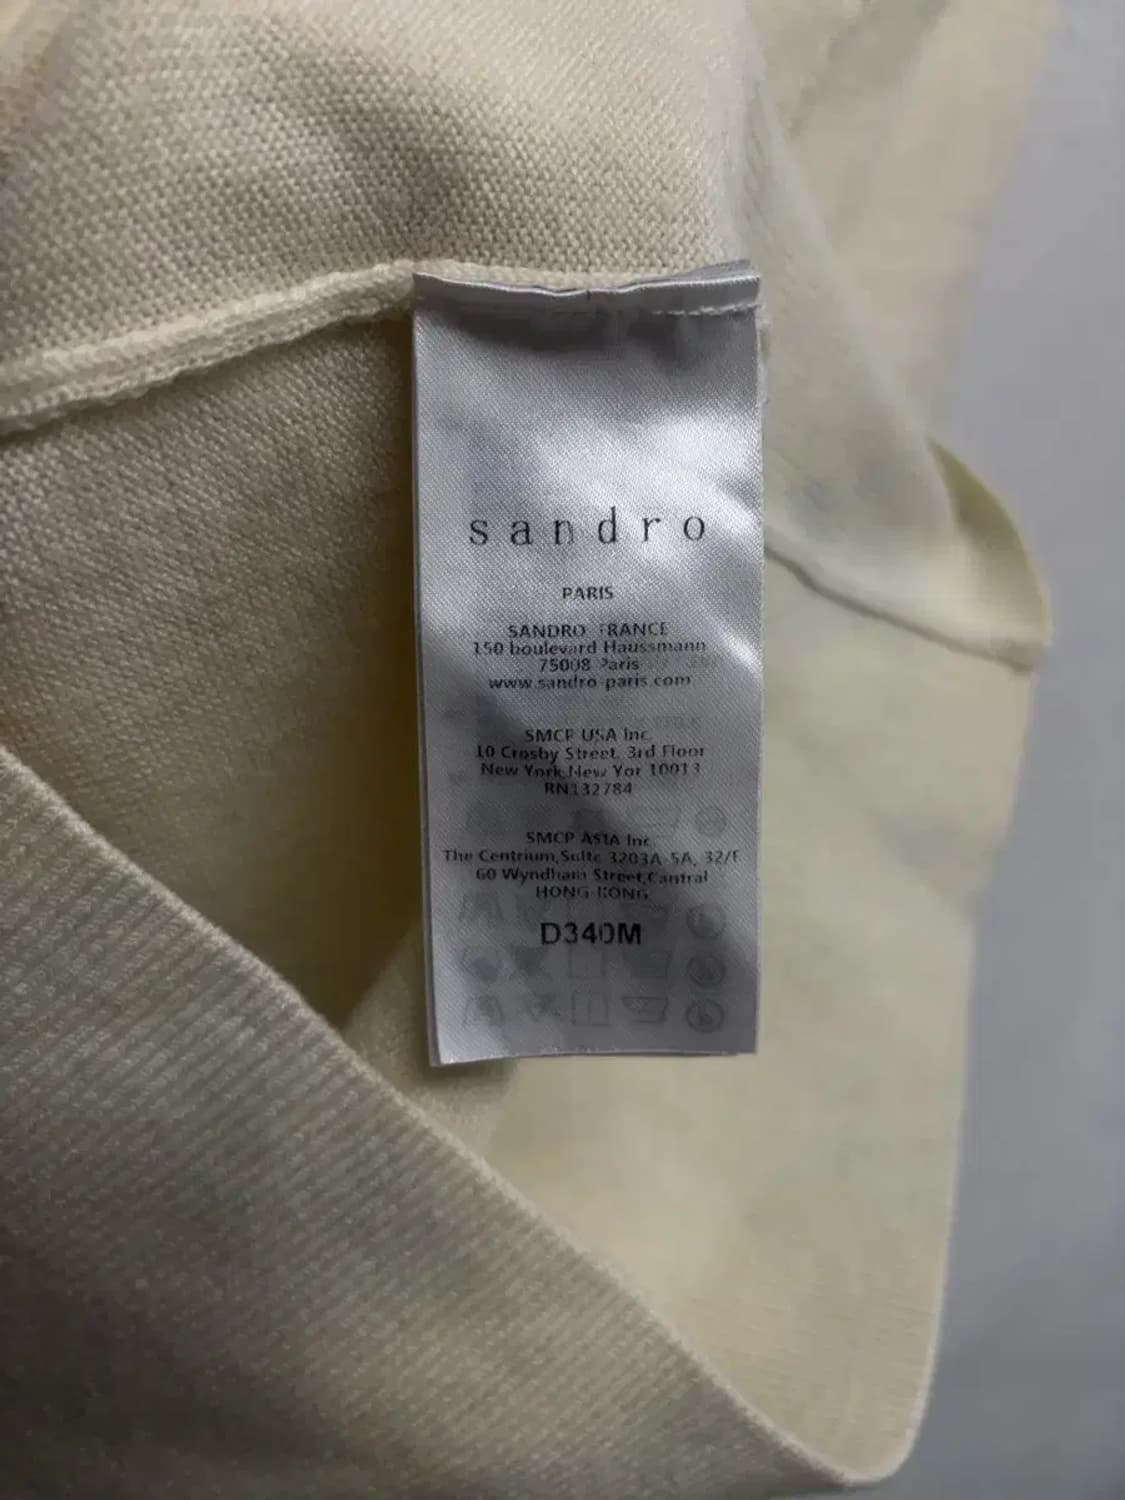 sandro
PARIS
SANDRO FRANCE
150 boulevard Haussmann
75008 Paris
www.sandro-paris.com
SMCP USA Inc.
10 Crosby Street, 3rd Floor
New York,New Yor 10013
RN132784
SMCP ASIA Inc.
The Centrium,Suite 3203A-5A, 32/F
60 Wyndham Street,Cantral
HONG-KONG
D340M